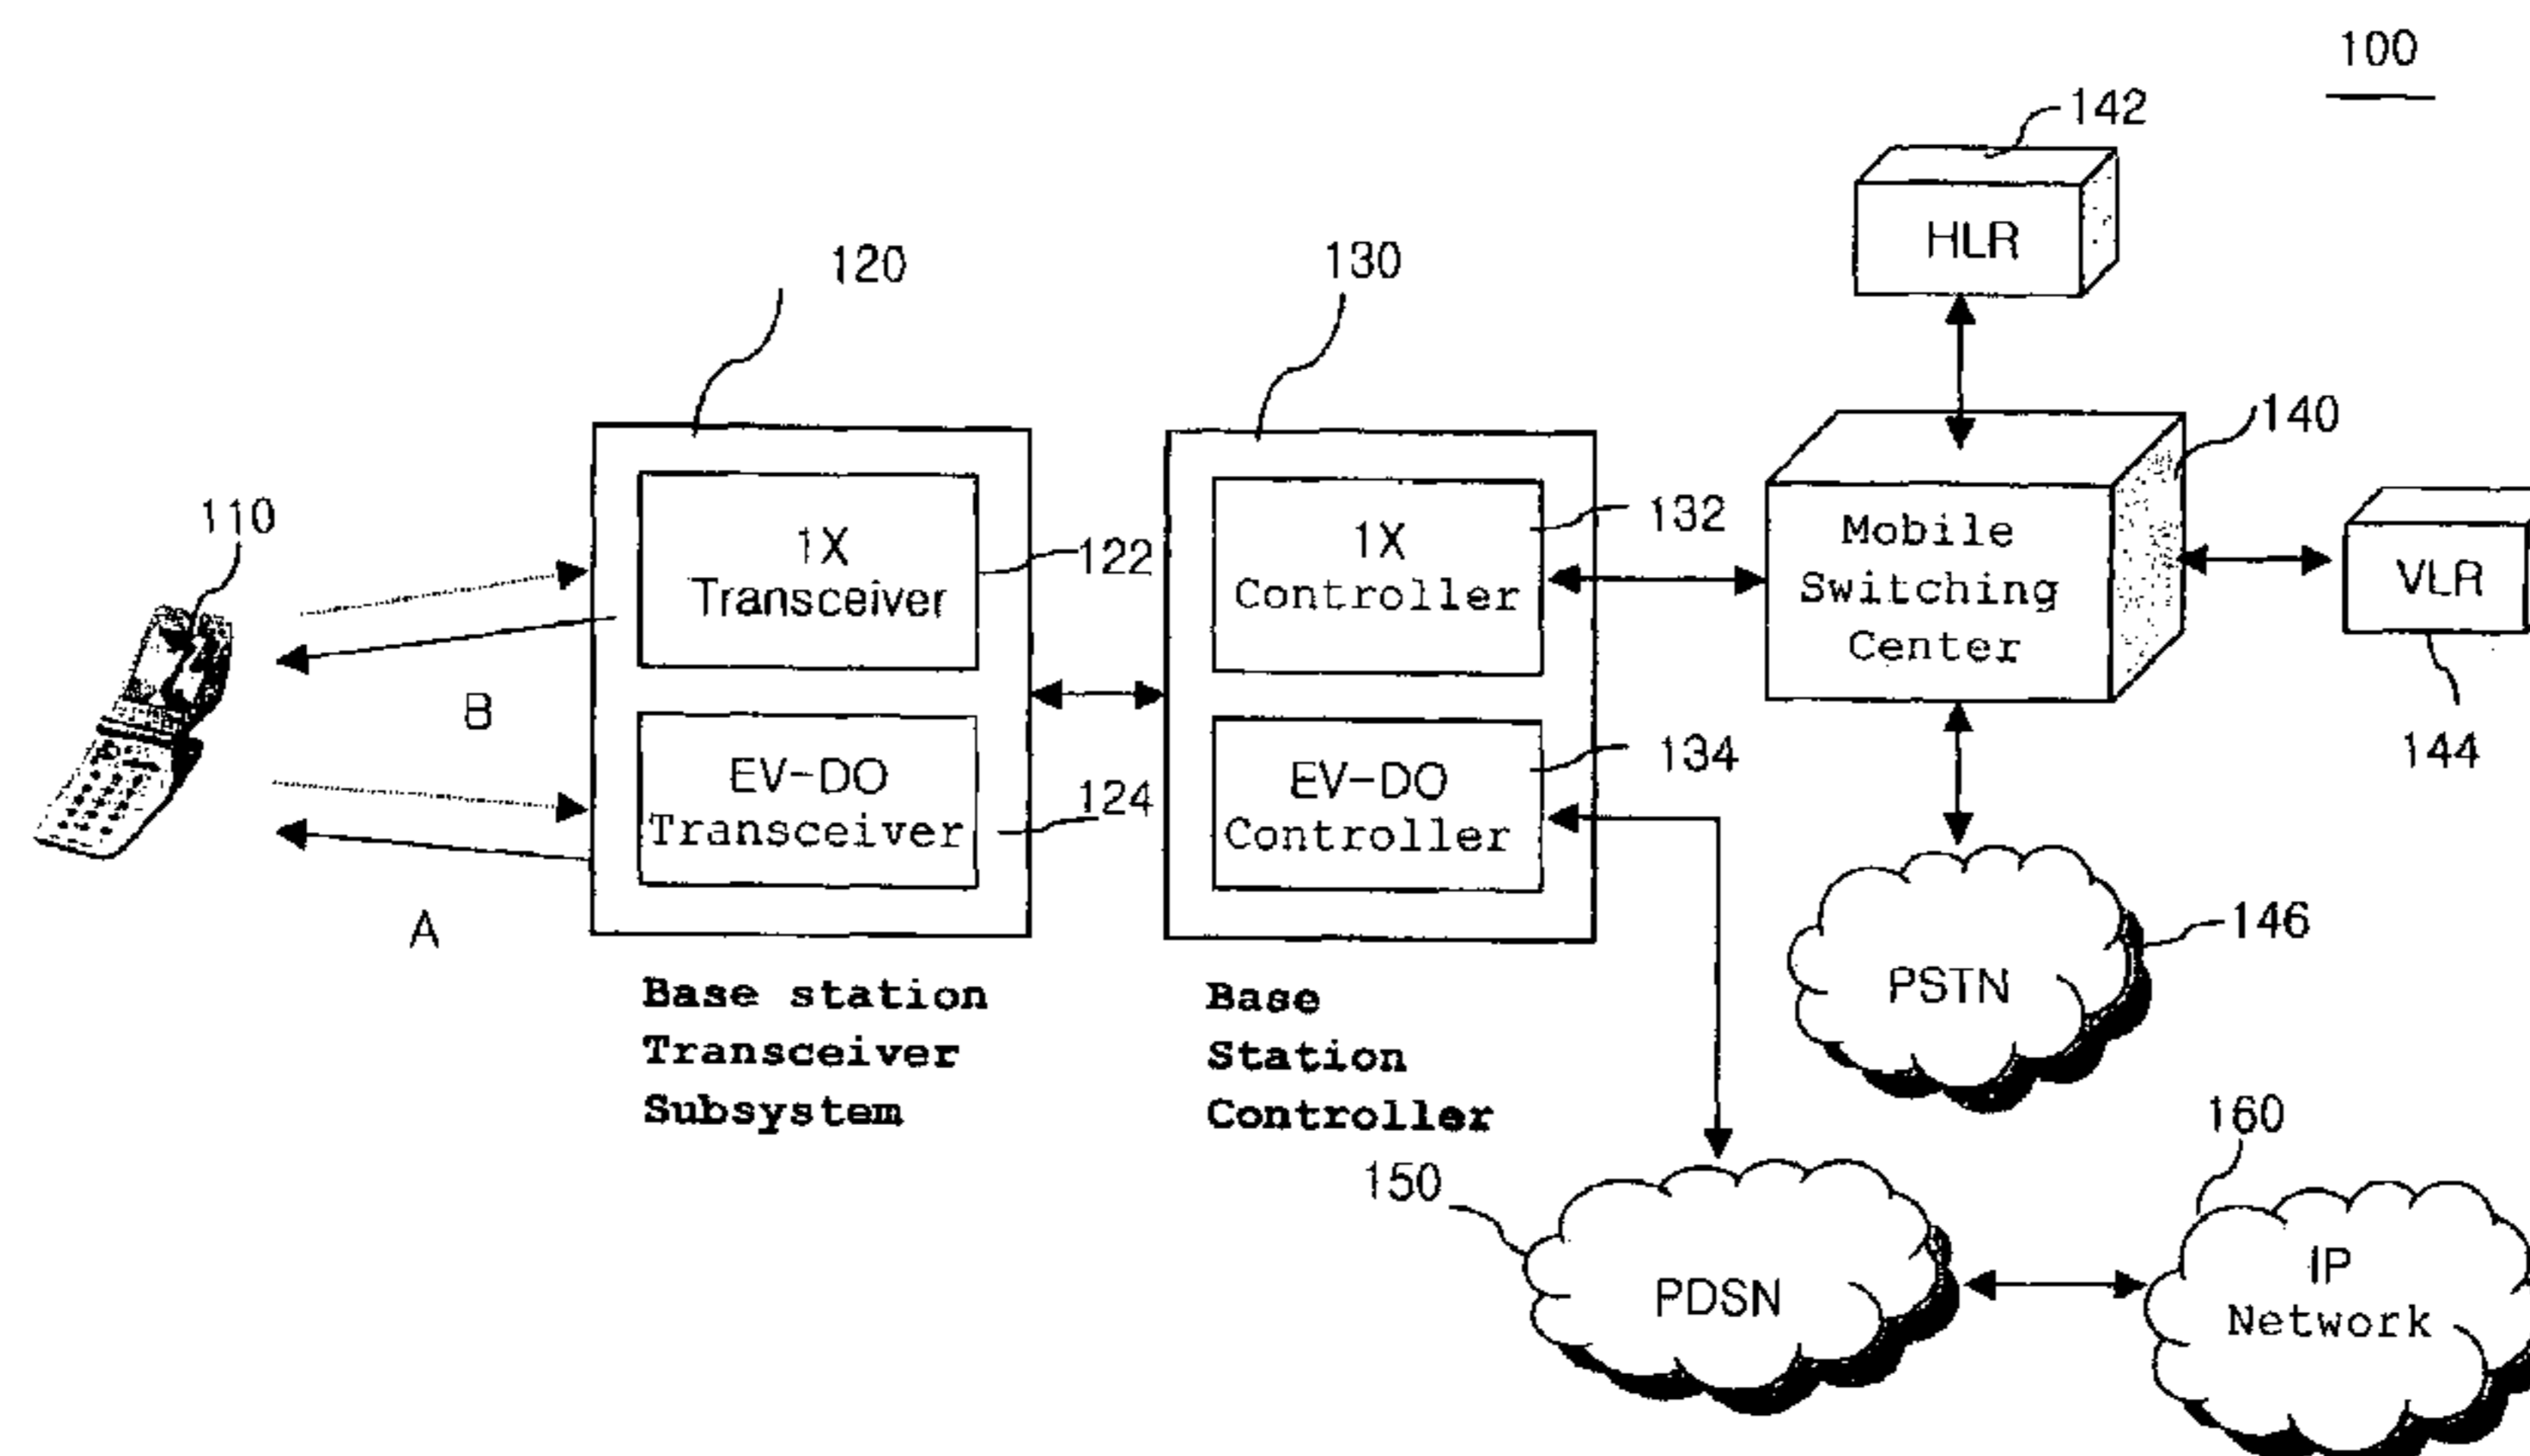 100
142
HLR
120
130
140
110
1X
Transceiver
122
1X
Controller
132
Mobile
Switching
Center
VLR
144
B
EV-DO
Transceiver
124
EV-DO
Controller
134
A
146
PSTN
Base station
Transceiver
Subsystem
Base
Station
Controller
150
160
PDSN
IP
Network